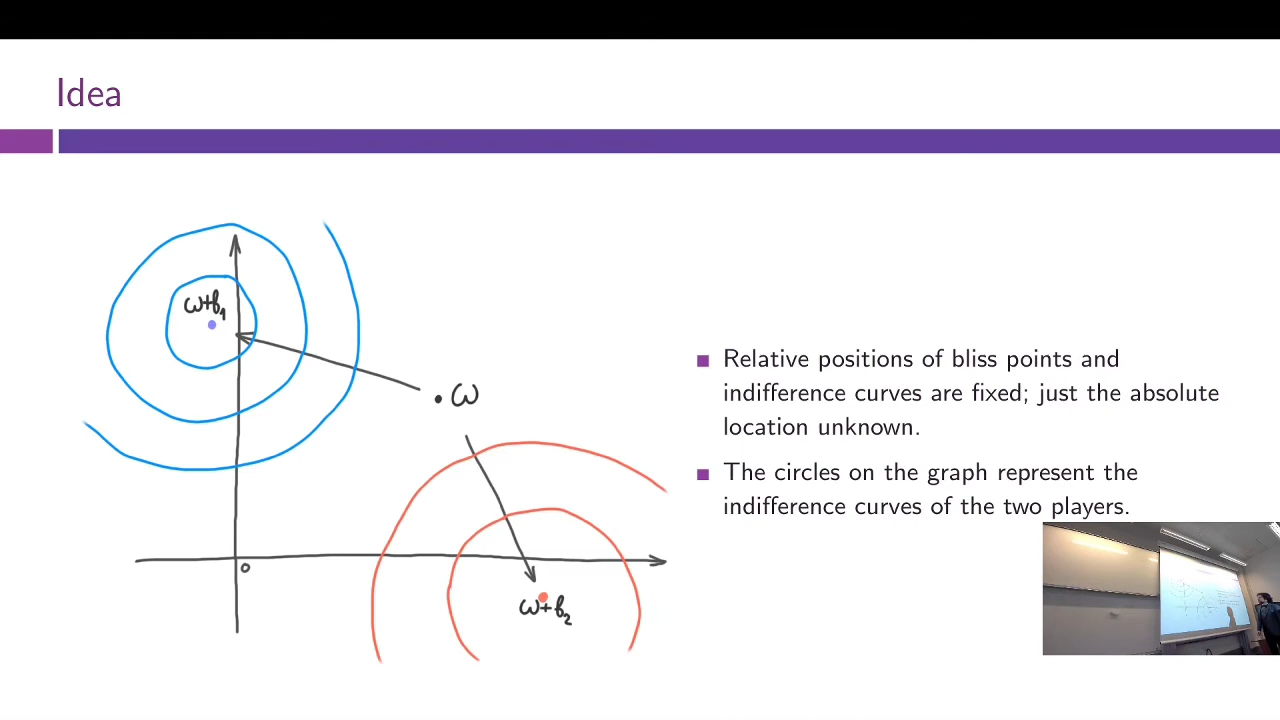 Idea
ω+b₁
ω
0
ω+b₂
Relative positions of bliss points and
indifference curves are fixed; just the absolute
location unknown.
The circles on the graph represent the
indifference curves of the two players.